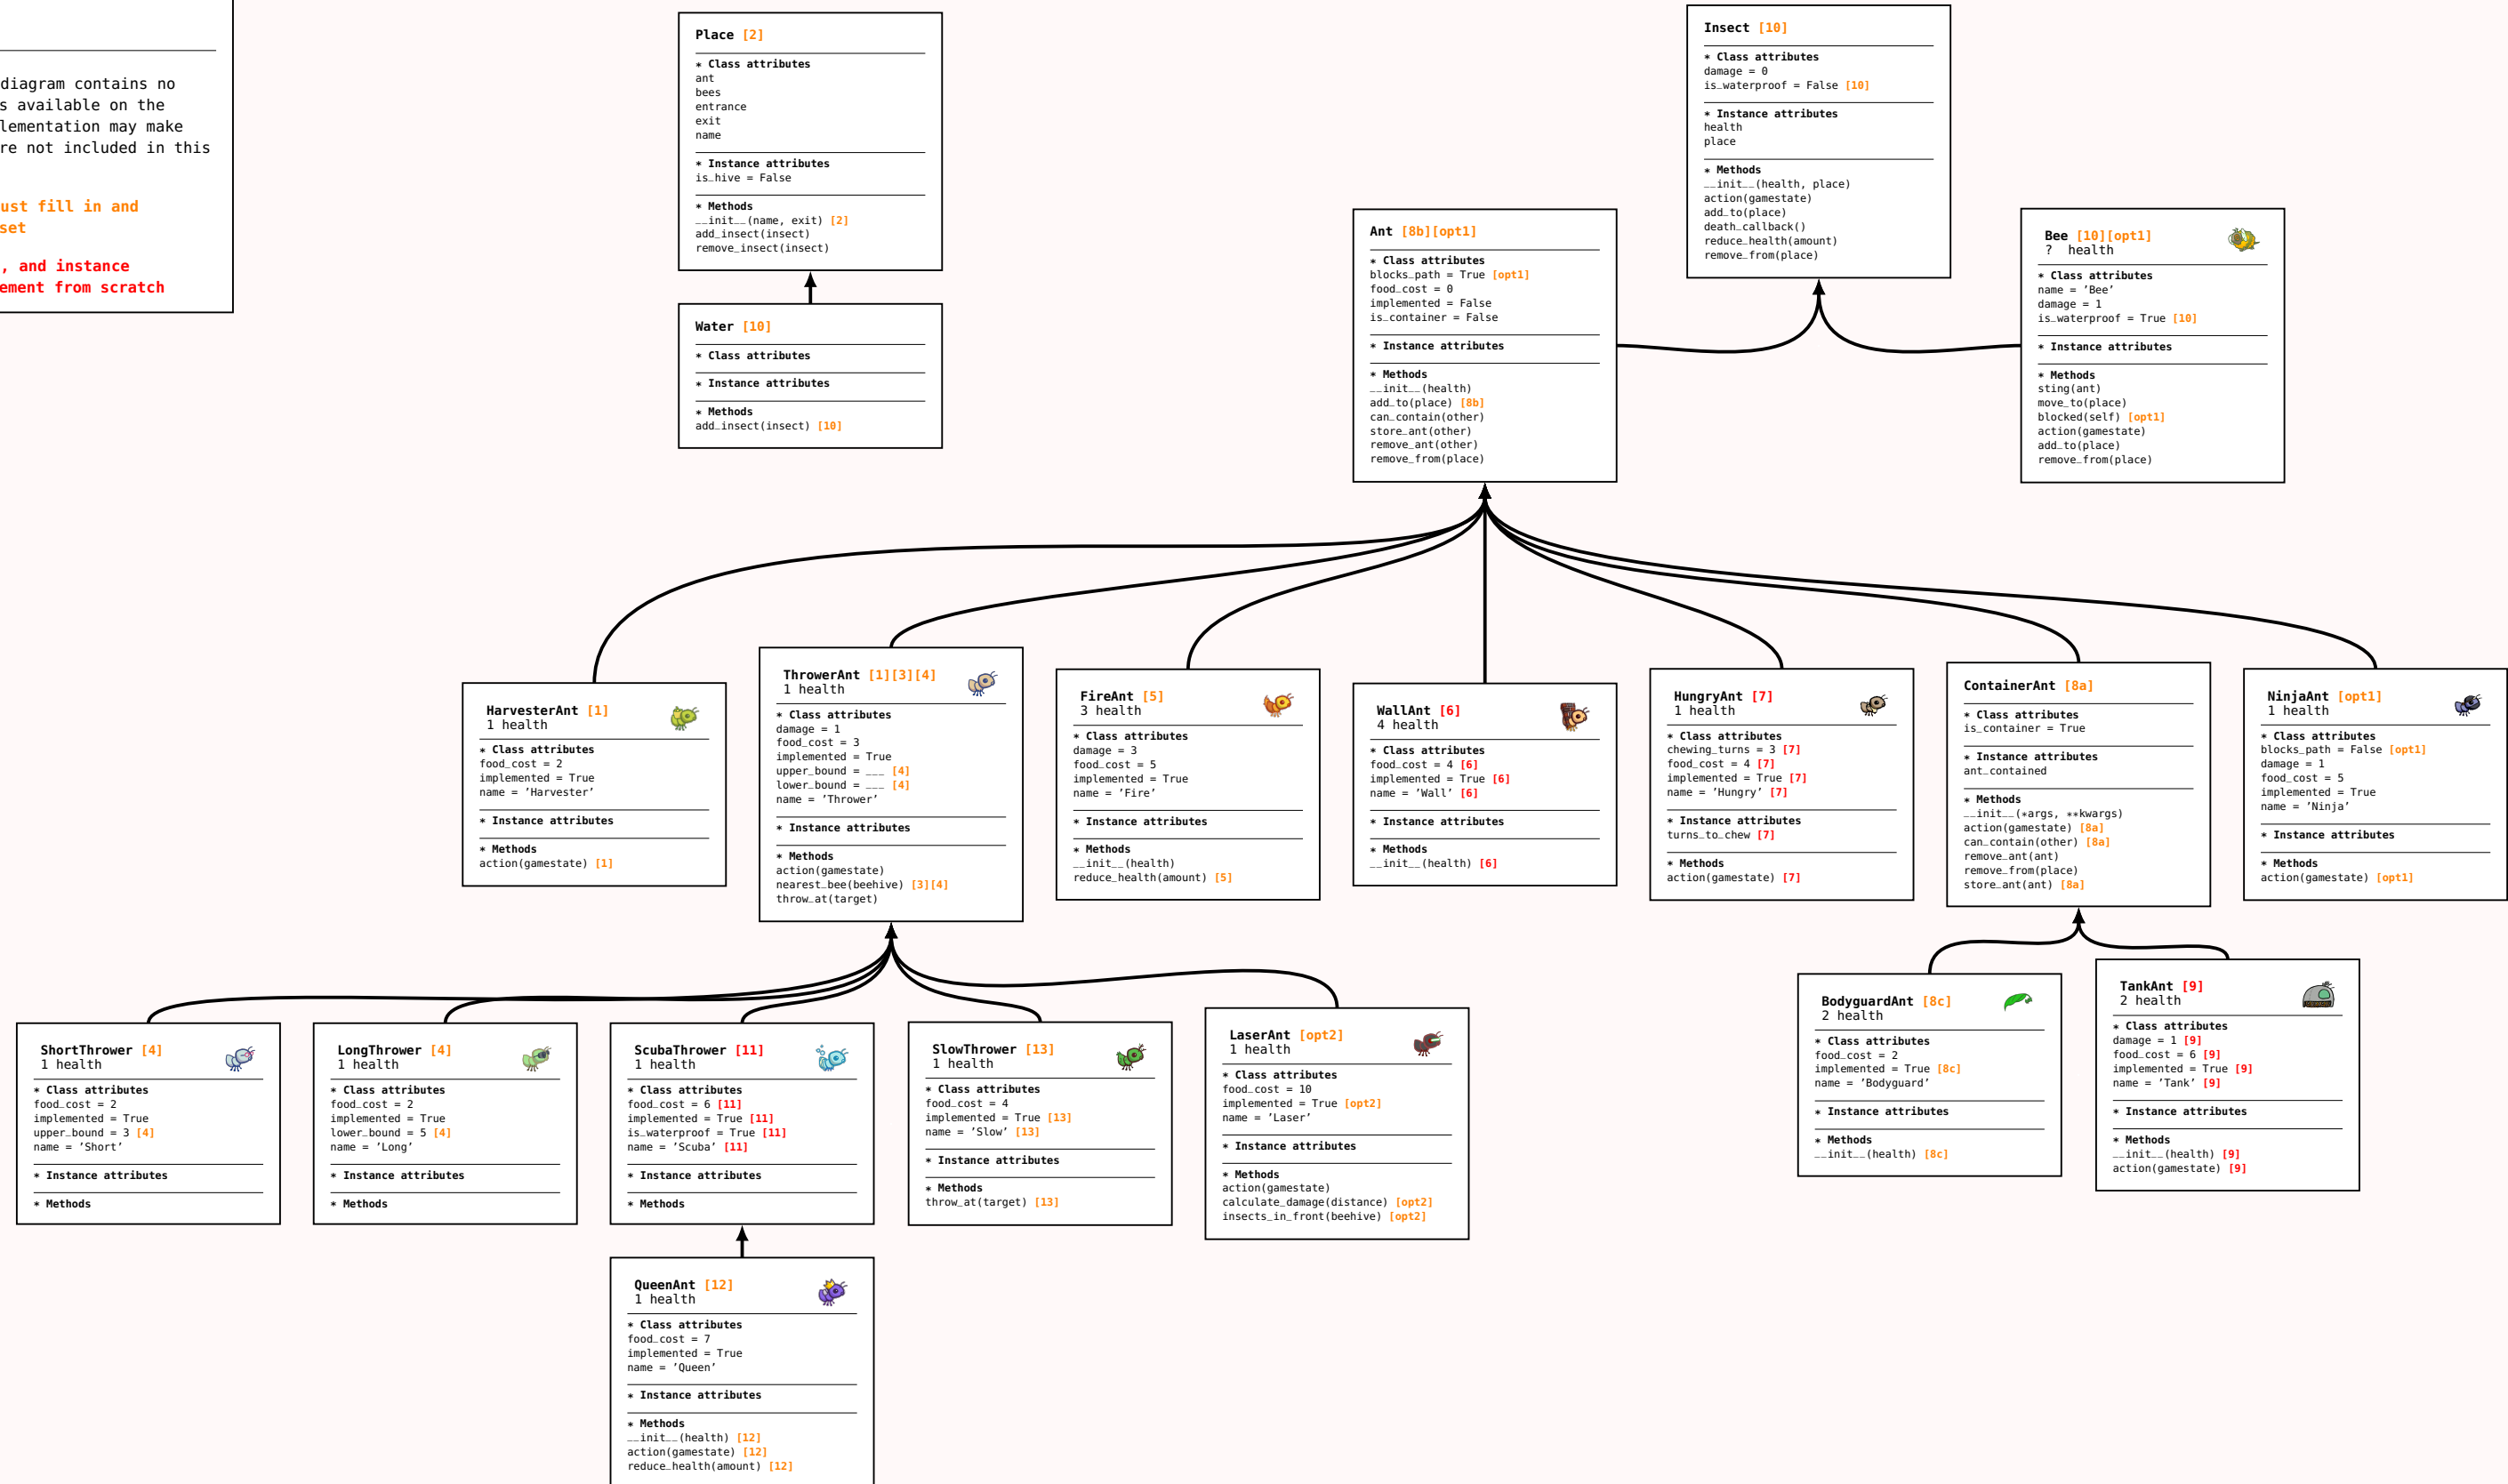 diagram contains no
s available on the
plementation may make
re not included in this
ust fill in and
set
, and instance
ement from scratch
Place [2]
* Class attributes
ant
bees
entrance
exit
name
* Instance attributes
is_hive = False
* Methods
__init__(name, exit) [2]
add_insect(insect)
remove_insect(insect)
Water [10]
* Class attributes
* Instance attributes
* Methods
add_insect(insect) [10]
Insect [10]
* Class attributes
damage = 0
is_waterproof = False [10]
* Instance attributes
health
place
* Methods
__init__(health, place)
action(gamestate)
add_to(place)
death_callback()
reduce_health(amount)
remove_from(place)
Ant [8b][opt1]
* Class attributes
blocks_path = True [opt1]
food_cost = 0
implemented = False
is_container = False
* Instance attributes
* Methods
__init__(health)
add_to(place) [8b]
can_contain(other)
store_ant(other)
remove_ant(other)
remove_from(place)
Bee [10][opt1]
? health
* Class attributes
name = ’Bee’
damage = 1
is_waterproof = True [10]
* Instance attributes
* Methods
sting(ant)
move_to(place)
blocked(self) [opt1]
action(gamestate)
add_to(place)
remove_from(place)
HarvesterAnt [1]
1 health
* Class attributes
food_cost = 2
implemented = True
name = ’Harvester’
* Instance attributes
* Methods
action(gamestate) [1]
ThrowerAnt [1][3][4]
1 health
* Class attributes
damage = 1
food_cost = 3
implemented = True
upper_bound = ___ [4]
lower_bound = ___ [4]
name = ’Thrower’
* Instance attributes
* Methods
action(gamestate)
nearest_bee(beehive) [3][4]
throw_at(target)
FireAnt [5]
3 health
* Class attributes
damage = 3
food_cost = 5
implemented = True
name = ’Fire’
* Instance attributes
* Methods
__init__(health)
reduce_health(amount) [5]
WallAnt [6]
4 health
* Class attributes
food_cost = 4 [6]
implemented = True [6]
name = ’Wall’ [6]
* Instance attributes
* Methods
__init__(health) [6]
HungryAnt [7]
1 health
* Class attributes
chewing_turns = 3 [7]
food_cost = 4 [7]
implemented = True [7]
name = ’Hungry’ [7]
* Instance attributes
turns_to_chew [7]
* Methods
action(gamestate) [7]
ContainerAnt [8a]
* Class attributes
is_container = True
* Instance attributes
ant_contained
* Methods
__init__(*args, **kwargs)
action(gamestate) [8a]
can_contain(other) [8a]
remove_ant(ant)
remove_from(place)
store_ant(ant) [8a]
NinjaAnt [opt1]
1 health
* Class attributes
blocks_path = False [opt1]
damage = 1
food_cost = 5
implemented = True
name = ’Ninja’
* Instance attributes
* Methods
action(gamestate) [opt1]
ShortThrower [4]
1 health
* Class attributes
food_cost = 2
implemented = True
upper_bound = 3 [4]
name = ’Short’
* Instance attributes
* Methods
LongThrower [4]
1 health
* Class attributes
food_cost = 2
implemented = True
lower_bound = 5 [4]
name = ’Long’
* Instance attributes
* Methods
ScubaThrower [11]
1 health
* Class attributes
food_cost = 6 [11]
implemented = True [11]
is_waterproof = True [11]
name = ’Scuba’ [11]
* Instance attributes
* Methods
SlowThrower [13]
1 health
* Class attributes
food_cost = 4
implemented = True [13]
name = ’Slow’ [13]
* Instance attributes
* Methods
throw_at(target) [13]
LaserAnt [opt2]
1 health
* Class attributes
food_cost = 10
implemented = True [opt2]
name = ’Laser’
* Instance attributes
* Methods
action(gamestate)
calculate_damage(distance) [opt2]
insects_in_front(beehive) [opt2]
BodyguardAnt [8c]
2 health
* Class attributes
food_cost = 2
implemented = True [8c]
name = ’Bodyguard’
* Instance attributes
* Methods
__init__(health) [8c]
TankAnt [9]
2 health
* Class attributes
damage = 1 [9]
food_cost = 6 [9]
implemented = True [9]
name = ’Tank’ [9]
* Instance attributes
* Methods
__init__(health) [9]
action(gamestate) [9]
QueenAnt [12]
1 health
* Class attributes
food_cost = 7
implemented = True
name = ’Queen’
* Instance attributes
* Methods
__init__(health) [12]
action(gamestate) [12]
reduce_health(amount) [12]